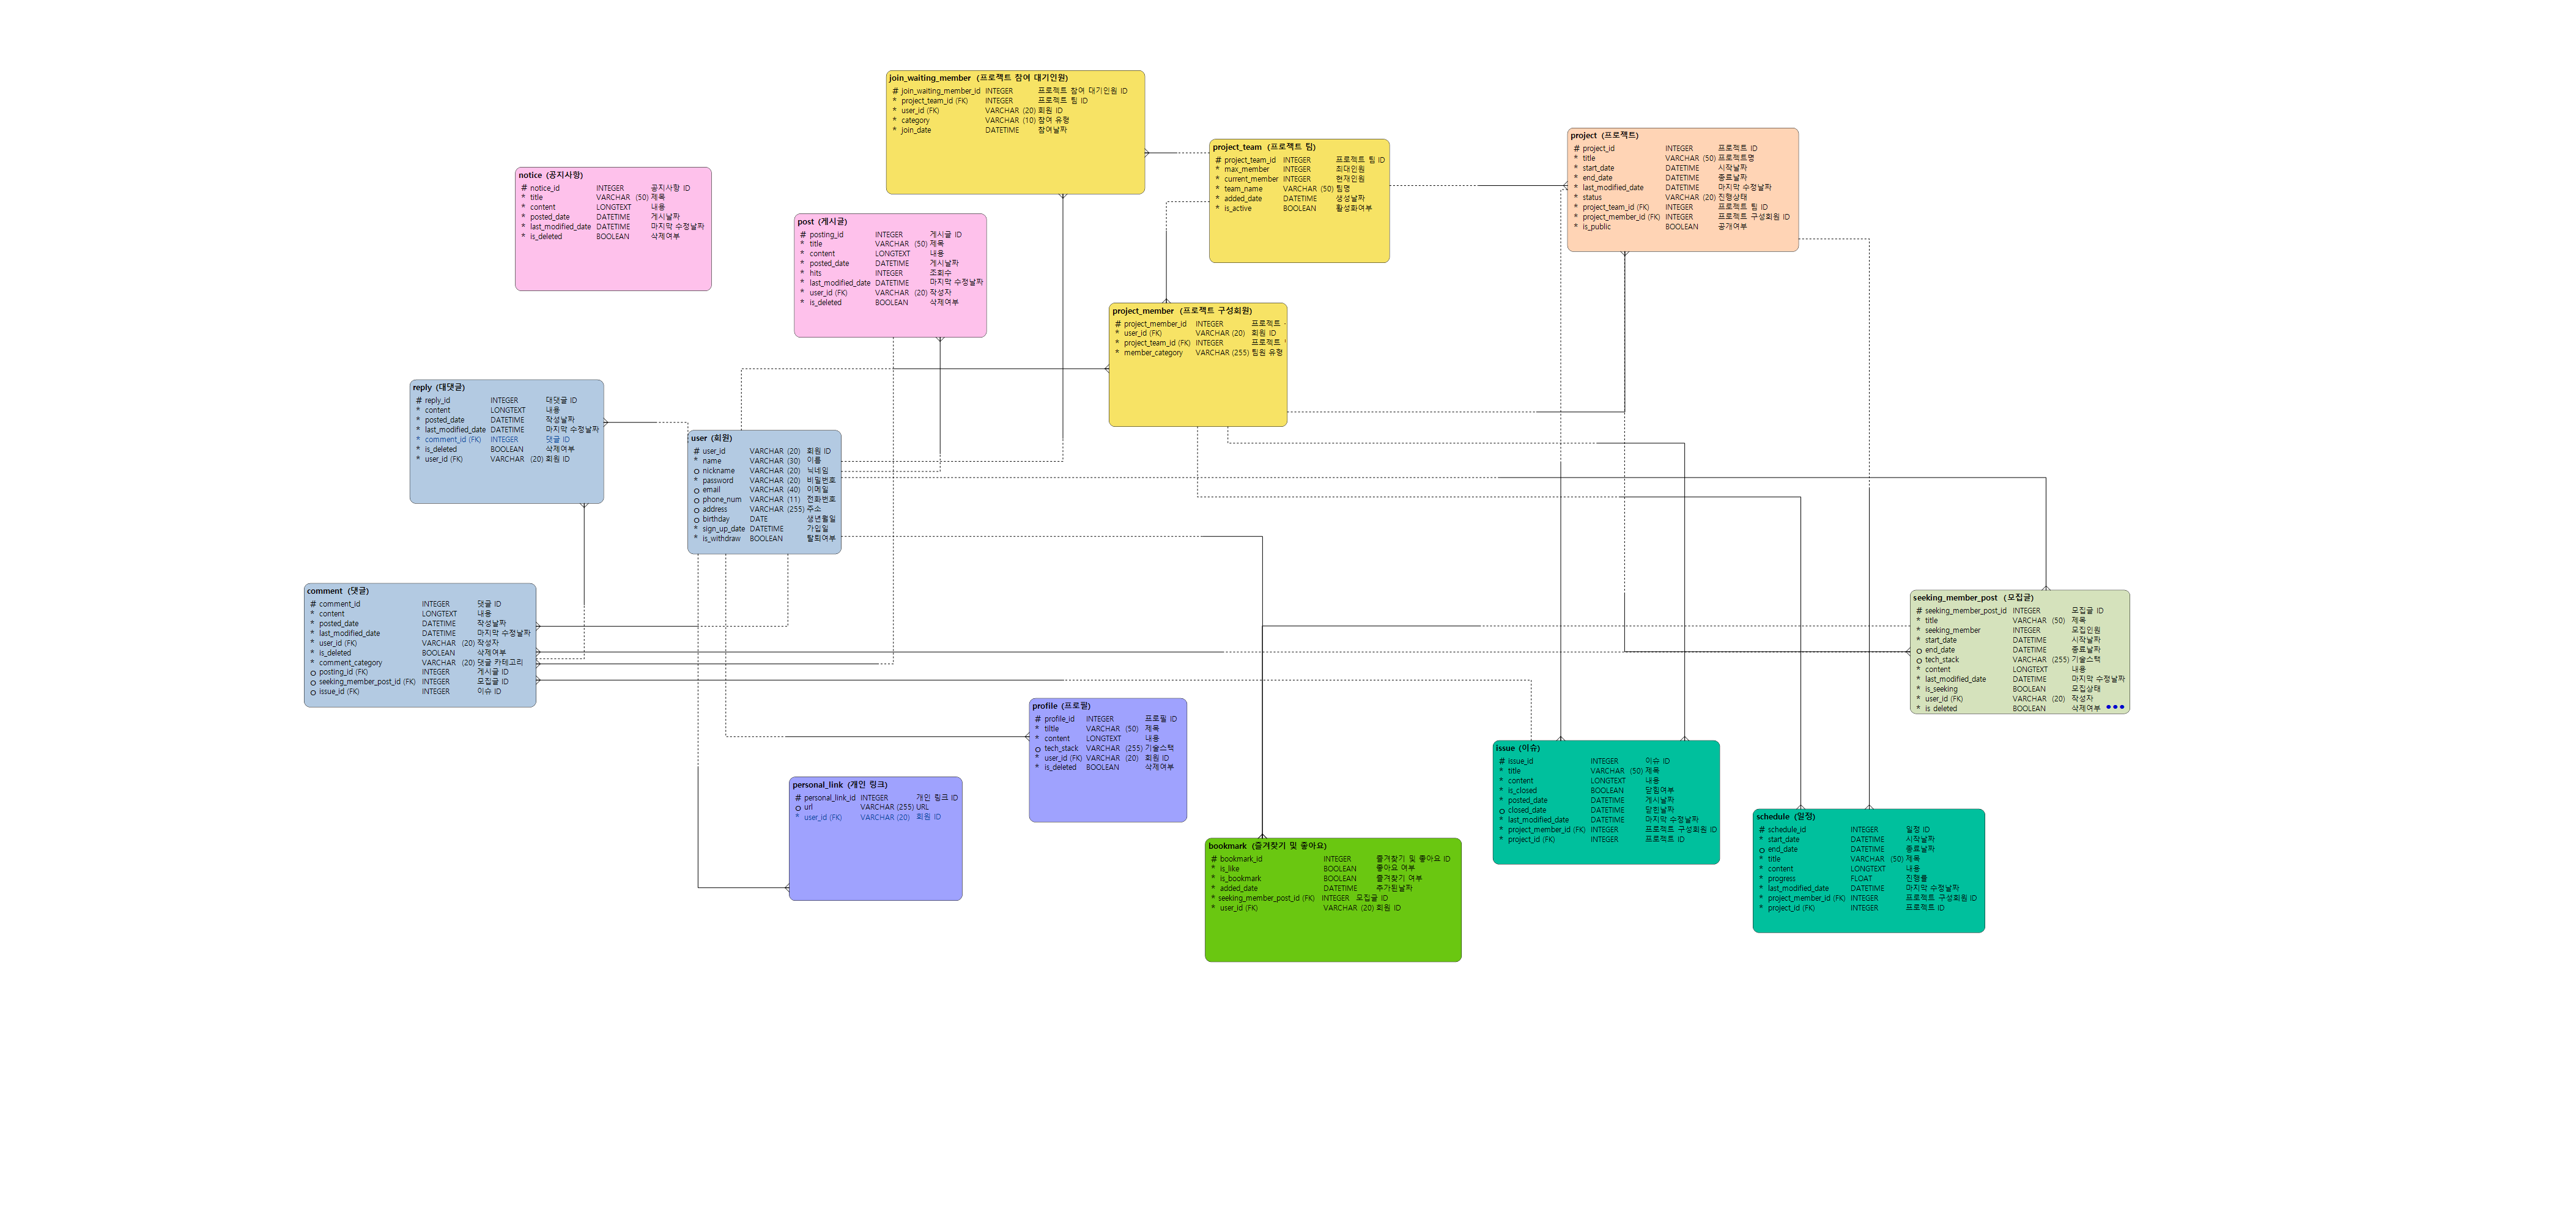 join_waiting_member (프로젝트 참여 대기인원)
# join_waiting_member_id INTEGER 프로젝트 참여 대기인원 ID
* project_team_id (FK) INTEGER 프로젝트 팀 ID
* user_id (FK) VARCHAR (20) 회원 ID
* category VARCHAR (10) 참여 유형
* join_date DATETIME 참여날짜
project_team (프로젝트 팀)
# project_team_id INTEGER 프로젝트 팀 ID
* max_member INTEGER 최대인원
* current_member INTEGER 현재인원
* team_name VARCHAR (50) 팀명
* added_date DATETIME 생성날짜
* is_active BOOLEAN 활성화여부
project (프로젝트)
# project_id INTEGER 프로젝트 ID
* title VARCHAR (50) 프로젝트명
* start_date DATETIME 시작날짜
* end_date DATETIME 종료날짜
* last_modified_date DATETIME 마지막 수정날짜
* status VARCHAR (20) 진행상태
* project_team_id (FK) INTEGER 프로젝트 팀 ID
* project_member_id (FK) INTEGER 프로젝트 구성회원 ID
* is_public BOOLEAN 공개여부
notice (공지사항)
# notice_id INTEGER 공지사항 ID
* title VARCHAR (50) 제목
* content LONGTEXT 내용
* posted_date DATETIME 게시날짜
* last_modified_date DATETIME 마지막 수정날짜
* is_deleted BOOLEAN 삭제여부
post (게시글)
# posting_id INTEGER 게시글 ID
* title VARCHAR (50) 제목
* content LONGTEXT 내용
* posted_date DATETIME 게시날짜
* hits INTEGER 조회수
* last_modified_date DATETIME 마지막 수정날짜
* user_id (FK) VARCHAR (20) 작성자
* is_deleted BOOLEAN 삭제여부
project_member (프로젝트 구성회원)
# project_member_id INTEGER 프로젝트
* user_id (FK) VARCHAR (20) 회원 ID
* project_team_id (FK) INTEGER 프로젝트
* member_category VARCHAR (255) 팀원 유형
reply (대댓글)
# reply_id INTEGER 대댓글 ID
* content LONGTEXT 내용
* posted_date DATETIME 작성날짜
* last_modified_date DATETIME 마지막 수정날짜
* comment_id (FK) INTEGER 댓글 ID
* is_deleted BOOLEAN 삭제여부
* user_id (FK) VARCHAR (20) 회원 ID
user (회원)
# user_id VARCHAR (20) 회원 ID
* name VARCHAR (30) 이름
o nickname VARCHAR (20) 닉네임
* password VARCHAR (20) 비밀번호
o email VARCHAR (40) 이메일
o phone_num VARCHAR (11) 전화번호
o address VARCHAR (255) 주소
o birthday DATE 생년월일
* sign_up_date DATETIME 가입일
* is_withdraw BOOLEAN 탈퇴여부
comment (댓글)
# comment_id INTEGER 댓글 ID
* content LONGTEXT 내용
* posted_date DATETIME 작성날짜
* last_modified_date DATETIME 마지막 수정날짜
* user_id (FK) VARCHAR (20) 작성자
* is_deleted BOOLEAN 삭제여부
* comment_category VARCHAR (20) 댓글 카테고리
o posting_id (FK) INTEGER 게시글 ID
o seeking_member_post_id (FK) INTEGER 모집글 ID
o issue_id (FK) INTEGER 이슈 ID
seeking_member_post (모집글)
# seeking_member_post_id INTEGER 모집글 ID
* title VARCHAR (50) 제목
* seeking_member INTEGER 모집인원
* start_date DATETIME 시작날짜
o end_date DATETIME 종료날짜
o tech_stack VARCHAR (255) 기술스택
* content LONGTEXT 내용
* last_modified_date DATETIME 마지막 수정날짜
* is_seeking BOOLEAN 모집상태
* user_id (FK) VARCHAR (20) 작성자
* is_deleted BOOLEAN 삭제여부
profile (프로필)
# profile_id INTEGER 프로필 ID
* tiltle VARCHAR (50) 제목
* content LONGTEXT 내용
o tech_stack VARCHAR (255) 기술스택
* user_id (FK) VARCHAR (20) 회원 ID
* is_deleted BOOLEAN 삭제여부
personal_link (개인 링크)
# personal_link_id INTEGER 개인 링크 ID
o url VARCHAR (255) URL
* user_id (FK) VARCHAR (20) 회원 ID
issue (이슈)
# issue_id INTEGER 이슈 ID
* title VARCHAR (50) 제목
* content LONGTEXT 내용
* is_closed BOOLEAN 닫힘여부
* posted_date DATETIME 게시날짜
o closed_date DATETIME 닫힌날짜
* last_modified_date DATETIME 마지막 수정날짜
* project_member_id (FK) INTEGER 프로젝트 구성회원 ID
* project_id (FK) INTEGER 프로젝트 ID
schedule (일정)
# schedule_id INTEGER 일정 ID
* start_date DATETIME 시작날짜
o end_date DATETIME 종료날짜
* title VARCHAR (50) 제목
* content LONGTEXT 내용
* progress FLOAT 진행률
* last_modified_date DATETIME 마지막 수정날짜
* project_member_id (FK) INTEGER 프로젝트 구성회원 ID
* project_id (FK) INTEGER 프로젝트 ID
bookmark (즐겨찾기 및 좋아요)
# bookmark_id INTEGER 즐겨찾기 및 좋아요 ID
* is_like BOOLEAN 좋아요 여부
* is_bookmark BOOLEAN 즐겨찾기 여부
* added_date DATETIME 추가된날짜
* seeking_member_post_id (FK) INTEGER 모집글 ID
* user_id (FK) VARCHAR (20) 회원 ID